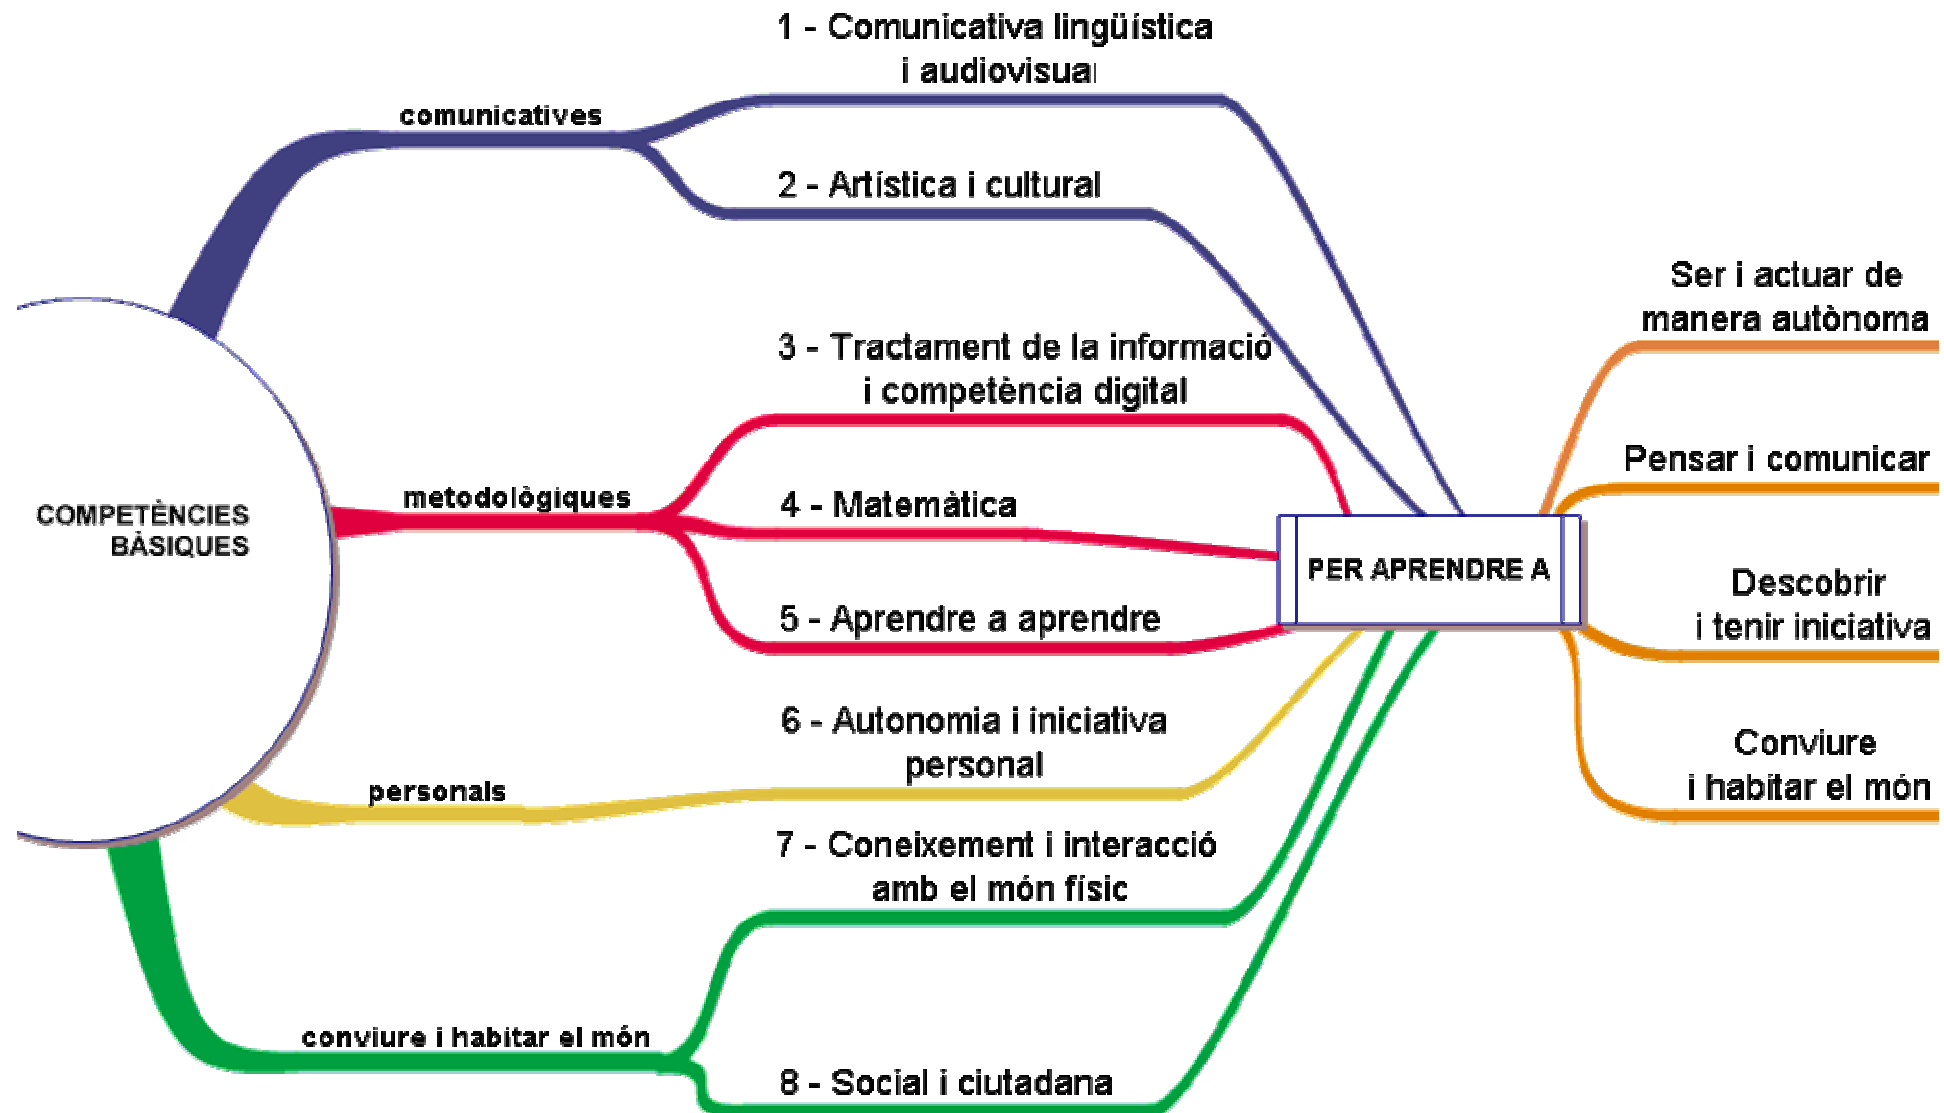 COMPETÈNCIES
BÀSIQUES
comunicatives
1 - Comunicativa lingüística
i audiovisual
2 - Artística i cultural
metodològiques
3 - Tractament de la informació
i competència digital
4 - Matemàtica
5 - Aprendre a aprendre
personals
6 - Autonomia i iniciativa
personal
conviure i habitar el món
7 - Coneixement i interacció
amb el món físic
8 - Social i ciutadana
PER APRENDRE A
Ser i actuar de
manera autònoma
Pensar i comunicar
Descobrir
i tenir iniciativa
Conviure
i habitar el món